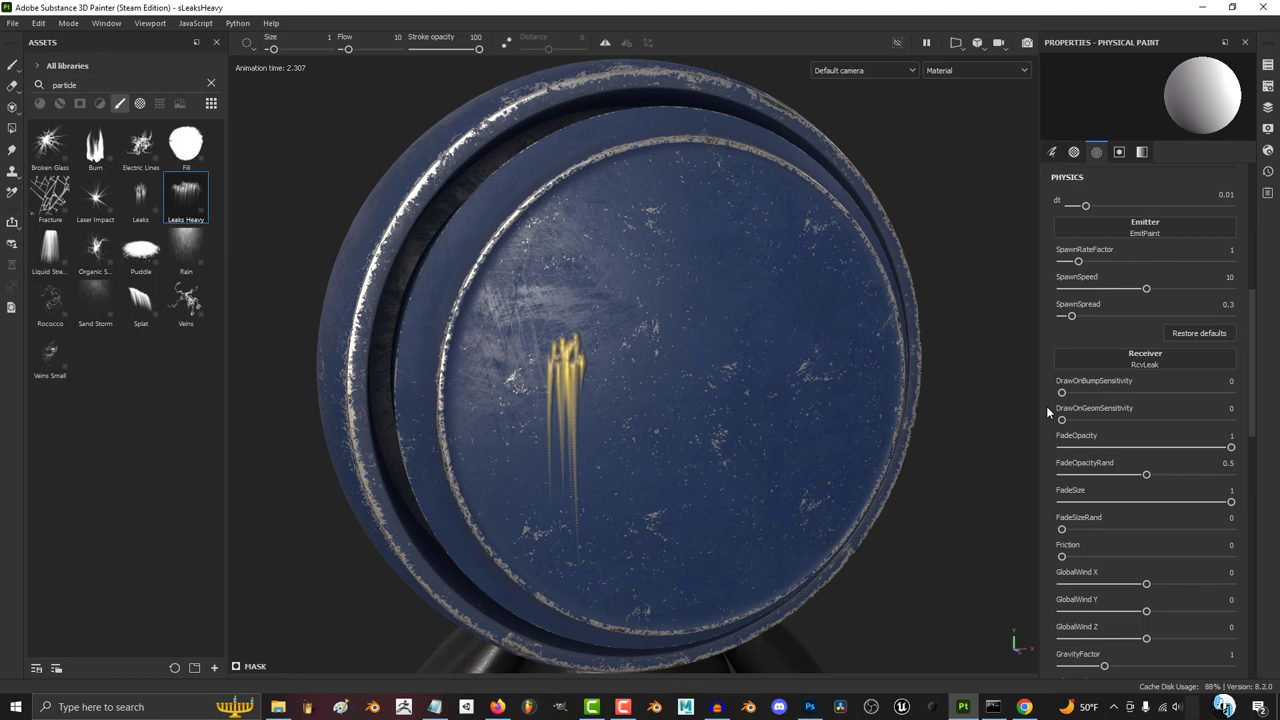 Adobe Substance 3D Painter (Steam Edition) - sLeaksHeavy
File Edit Mode Window Viewport JavaScript Python Help
ASSETS
All libraries
particle
Broken Glass Burn Electric Lines Fill
Fracture Laser Impact Leaks Leaks Heavy
Liquid Stre... Organic S... Puddle Rain
Rococco Sand Storm Splat Veins
Veins Small
Size 1 Flow 10 Stroke opacity 100 Distance 8
Animation time: 2.307
Default camera Material
MASK
PROPERTIES - PHYSICAL PAINT
PHYSICS
dt 0.01
Emitter
EmitPaint
SpawnRateFactor 1
SpawnSpeed 10
SpawnSpread 0.3
Restore defaults
Receiver
RcvLeak
DrawOnBumpSensitivity 0
DrawOnGeomSensitivity 0
FadeOpacity 1
FadeOpacityRand 0.5
FadeSize 1
FadeSizeRand 0
Friction 0
GlobalWind X 0
GlobalWind Y 0
GlobalWind Z 0
GravityFactor 1
Cache Disk Usage: 88% | Version: 8.2.0
Type here to search
50°F